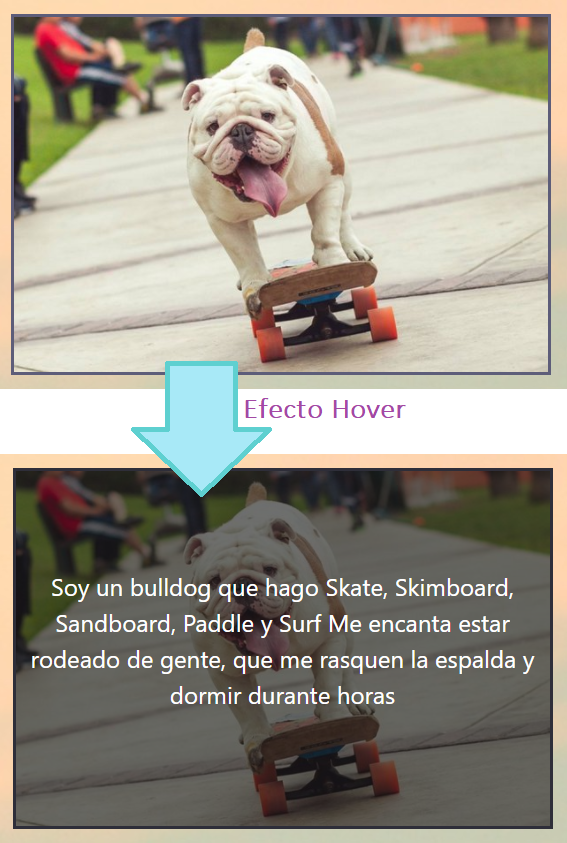 Efecto Hover
Soy un bulldog que hago Skate, Skimboard,
Sandboard, Paddle y Surf Me encanta estar
rodeado de gente, que me rasquen la espalda y
dormir durante horas